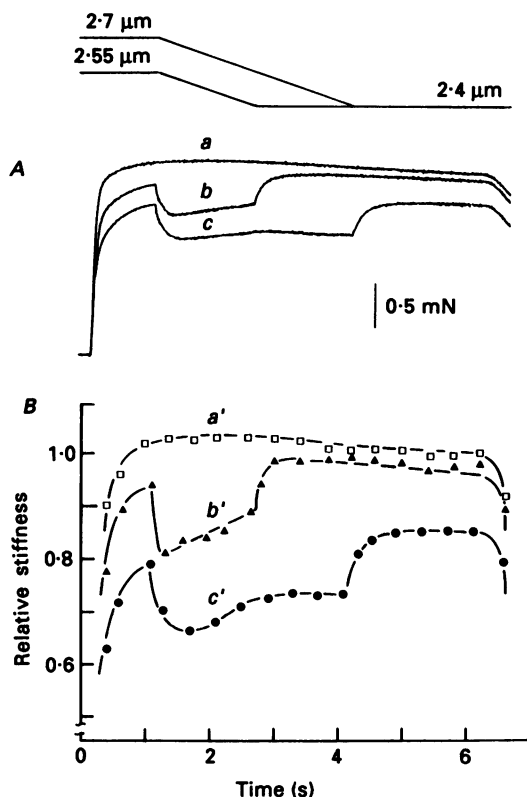 2·7 μm
2·55 μm
2·4 μm
A
a
b
c
0·5 mN
B
a'
b'
c'
1·0
0·8
0·6
Relative stiffness
0
2
4
6
Time (s)